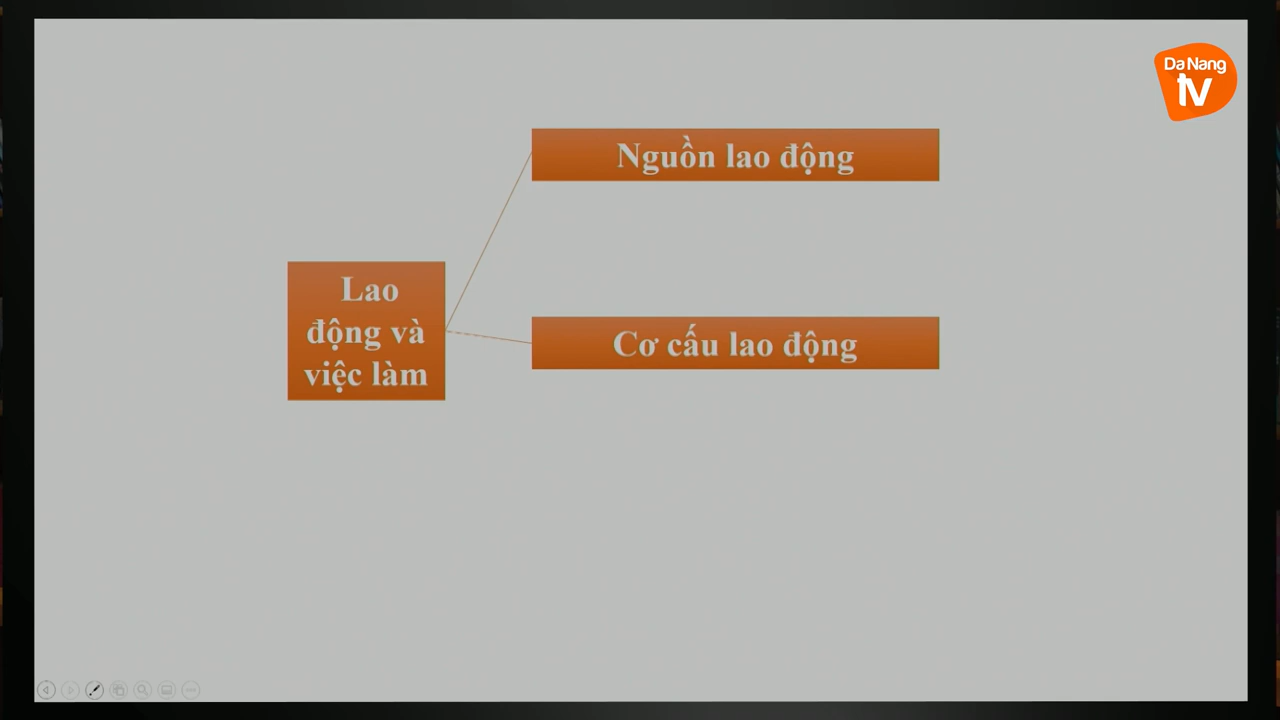 Da Nang
tv
Nguồn lao động
Lao
động và
việc làm
Cơ cấu lao động